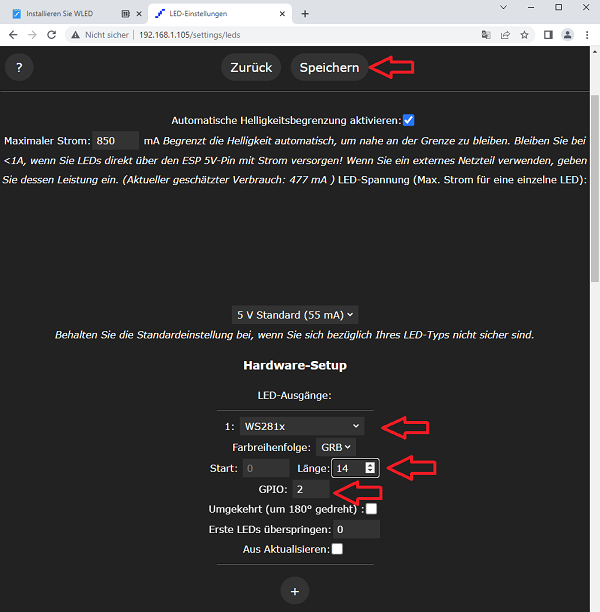 Installieren Sie WLED
LED-Einstellungen
Nicht sicher | 192.168.1.105/settings/leds
? Zurück Speichern
Automatische Helligkeitsbegrenzung aktivieren:
Maximaler Strom: 850 mA Begrenzt die Helligkeit automatisch, um nahe an der Grenze zu bleiben. Bleiben Sie bei
<1A, wenn Sie LEDs direkt über den ESP 5V-Pin mit Strom versorgen! Wenn Sie ein externes Netzteil verwenden, geben
Sie dessen Leistung ein. (Aktueller geschätzter Verbrauch: 477 mA ) LED-Spannung (Max. Strom für eine einzelne LED):
5 V Standard (55 mA)
Behalten Sie die Standardeinstellung bei, wenn Sie sich bezüglich Ihres LED-Typs nicht sicher sind.
Hardware-Setup
LED-Ausgänge:
1: WS281x
Farbreihenfolge: GRB
Start: 0 Länge: 14
GPIO: 2
Umgekehrt (um 180° gedreht) :
Erste LEDs überspringen: 0
Aus Aktualisieren:
+